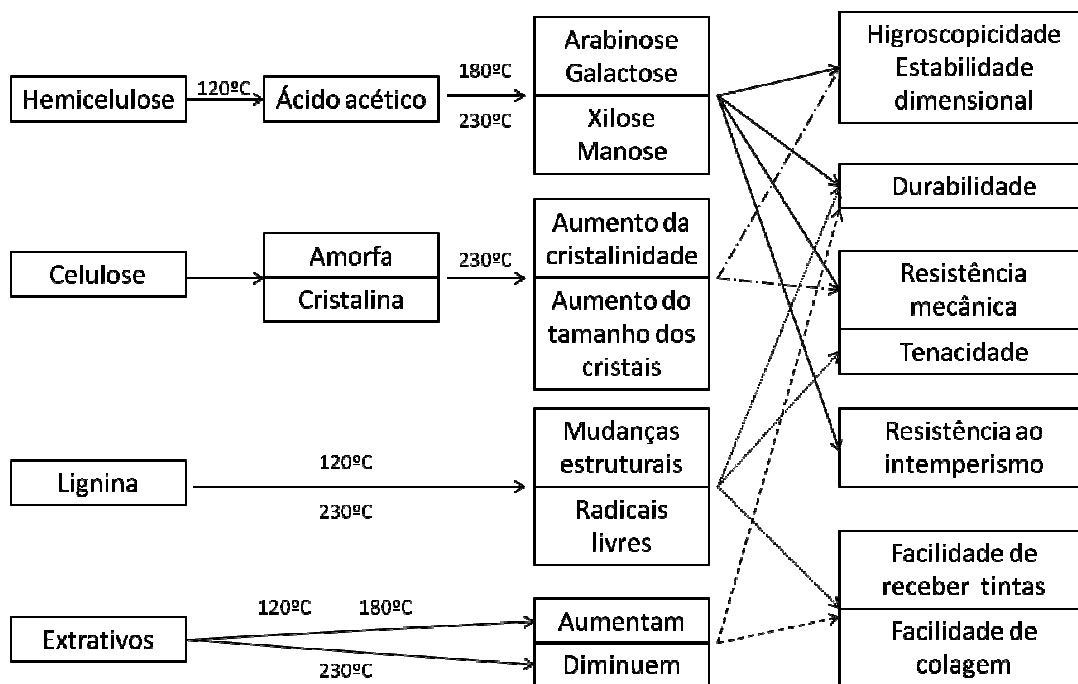 Hemicelulose
120ºC
Ácido acético
180ºC
230ºC
Arabinose
Galactose
Xilose
Manose
Celulose
Amorfa
Cristalina
230ºC
Aumento da
cristalinidade
Aumento do
tamanho dos
cristais
Lignina
120ºC
230ºC
Mudanças
estruturais
Radicais
livres
Extrativos
120ºC 180ºC
230ºC
Aumentam
Diminuem
Higroscopicidade
Estabilidade
dimensional
Durabilidade
Resistência
mecânica
Tenacidade
Resistência ao
intemperismo
Facilidade de
receber tintas
Facilidade de
colagem